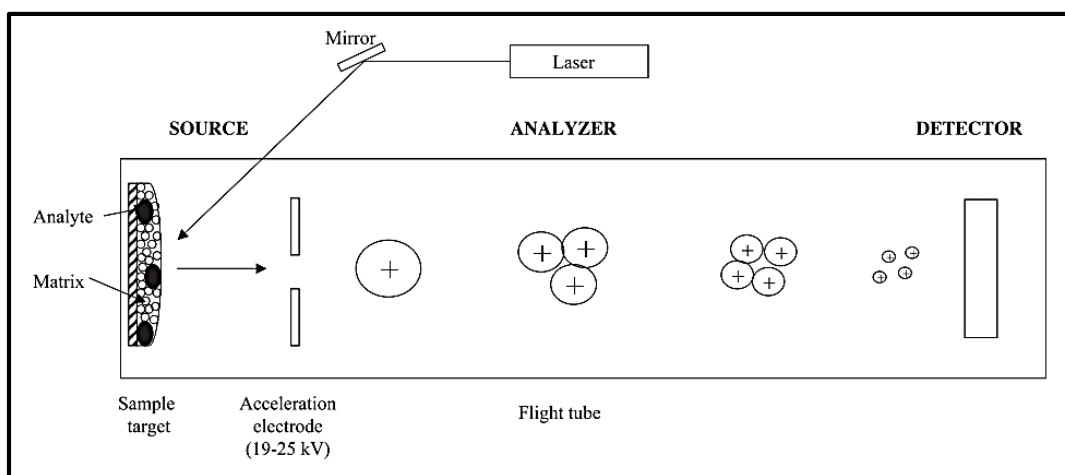 Mirror
Laser
SOURCE
ANALYZER
DETECTOR
Analyte
Matrix
+
+ + +
+ + + +
+ + + +
Sample
target
Acceleration
electrode
(19-25 kV)
Flight tube